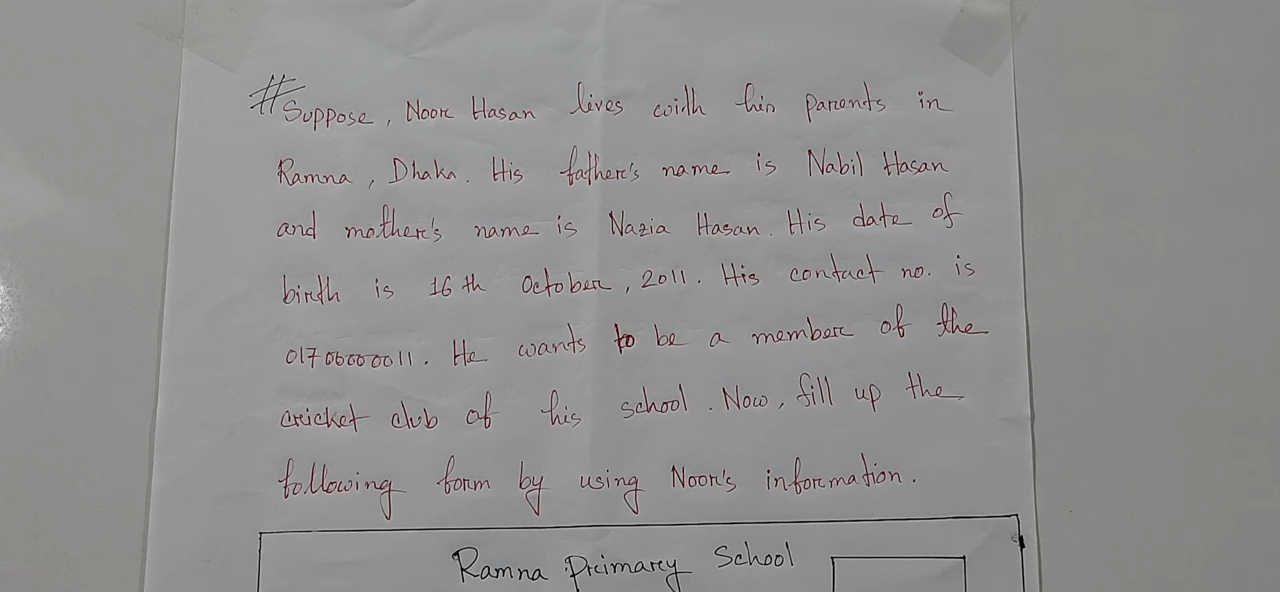 # Suppose, Noor Hasan lives with his parents in
Ramna, Dhaka. His father's name is Nabil Hasan
and mother's name is Nazia Hasan. His date of
birth is 16th October, 2011. His contact no. is
01706000011. He wants to be a member of the
cricket club of his school. Now, fill up the
following form by using Noor's information.
Ramna Primary School